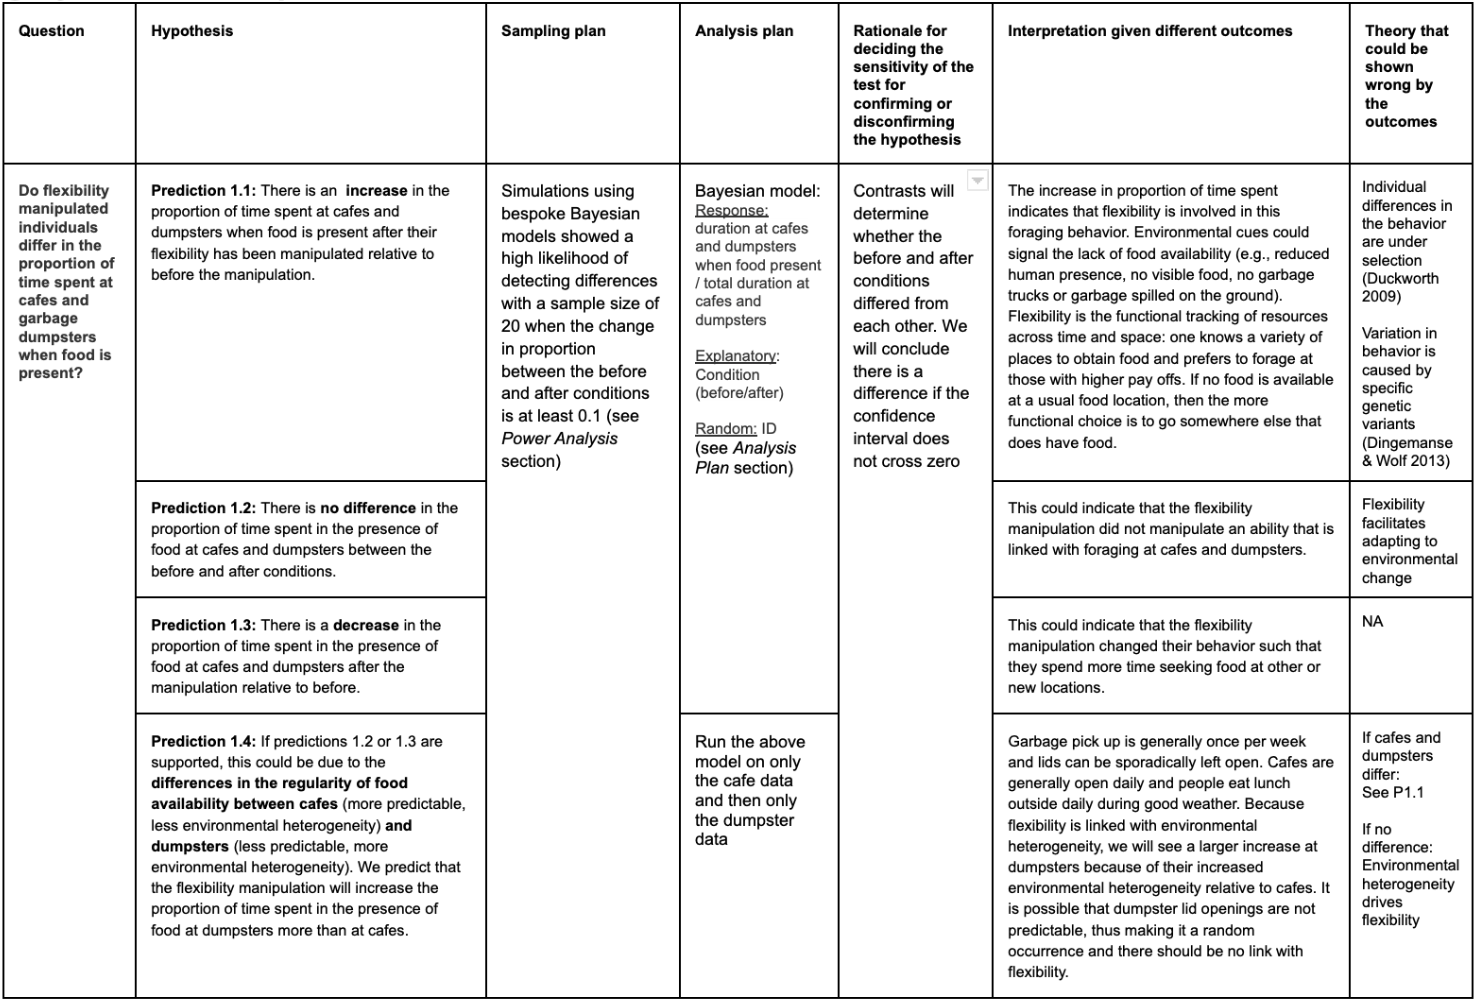 Question
Hypothesis
Sampling plan
Analysis plan
Rationale for
deciding the
sensitivity of the
test for
confirming or
disconfirming
the hypothesis
Interpretation given different outcomes
Theory that
could be
shown
wrong by
the
outcomes
Do flexibility
manipulated
individuals
differ in the
proportion of
time spent at
cafes and
garbage
dumpsters
when food is
present?
Prediction 1.1: There is an increase in the
proportion of time spent at cafes and
dumpsters when food is present after their
flexibility has been manipulated relative to
before the manipulation.
Simulations using
bespoke Bayesian
models showed a
high likelihood of
detecting differences
with a sample size of
20 when the change
in proportion
between the before
and after conditions
is at least 0.1 (see
Power Analysis
section)
Bayesian model:
Response:
duration at cafes
and dumpsters
when food present
/ total duration at
cafes and
dumpsters
Explanatory:
Condition
(before/after)
Random: ID
(see Analysis
Plan section)
Contrasts will
determine
whether the
before and after
conditions
differed from
each other. We
will conclude
there is a
difference if the
confidence
interval does
not cross zero
The increase in proportion of time spent
indicates that flexibility is involved in this
foraging behavior. Environmental cues could
signal the lack of food availability (e.g., reduced
human presence, no visible food, no garbage
trucks or garbage spilled on the ground).
Flexibility is the functional tracking of resources
across time and space: one knows a variety of
places to obtain food and prefers to forage at
those with higher pay offs. If no food is available
at a usual food location, then the more
functional choice is to go somewhere else that
does have food.
Individual
differences in
the behavior
are under
selection
(Duckworth
2009)
Variation in
behavior is
caused by
specific
genetic
variants
(Dingemanse
& Wolf 2013)
Prediction 1.2: There is no difference in the
proportion of time spent in the presence of
food at cafes and dumpsters between the
before and after conditions.
This could indicate that the flexibility
manipulation did not manipulate an ability that is
linked with foraging at cafes and dumpsters.
Flexibility
facilitates
adapting to
environmental
change
Prediction 1.3: There is a decrease in the
proportion of time spent in the presence of
food at cafes and dumpsters after the
manipulation relative to before.
This could indicate that the flexibility
manipulation changed their behavior such that
they spend more time seeking food at other or
new locations.
NA
Prediction 1.4: If predictions 1.2 or 1.3 are
supported, this could be due to the
differences in the regularity of food
availability between cafes (more predictable,
less environmental heterogeneity) and
dumpsters (less predictable, more
environmental heterogeneity). We predict that
the flexibility manipulation will increase the
proportion of time spent in the presence of
food at dumpsters more than at cafes.
Run the above
model on only
the cafe data
and then only
the dumpster
data
Garbage pick up is generally once per week
and lids can be sporadically left open. Cafes are
generally open daily and people eat lunch
outside daily during good weather. Because
flexibility is linked with environmental
heterogeneity, we will see a larger increase at
dumpsters because of their increased
environmental heterogeneity relative to cafes. It
is possible that dumpster lid openings are not
predictable, thus making it a random
occurrence and there should be no link with
flexibility.
If cafes and
dumpsters
differ:
See P1.1
If no
difference:
Environmental
heterogeneity
drives
flexibility